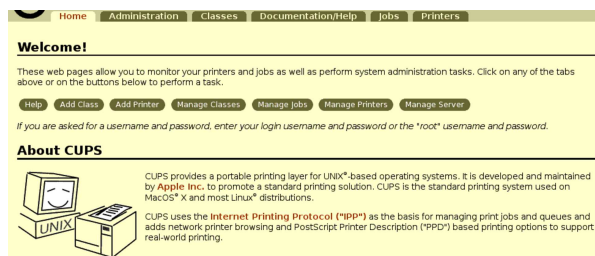 Home Administration Classes Documentation/Help Jobs Printers
Welcome!
These web pages allow you to monitor your printers and jobs as well as perform system administration tasks. Click on any of the tabs
above or on the buttons below to perform a task.
Help Add Class Add Printer Manage Classes Manage Jobs Manage Printers Manage Server
If you are asked for a username and password, enter your login username and password or the "root" username and password.
About CUPS
CUPS provides a portable printing layer for UNIX®-based operating systems. It is developed and maintained
by Apple Inc. to promote a standard printing solution. CUPS is the standard printing system used on
MacOS® X and most Linux® distributions.
CUPS uses the Internet Printing Protocol ("IPP") as the basis for managing print jobs and queues and
adds network printer browsing and PostScript Printer Description ("PPD") based printing options to support
real-world printing.
UNIX